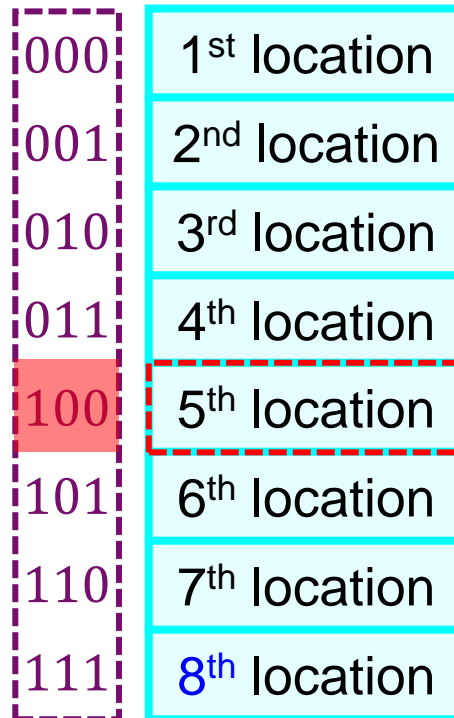 000 1st location
001 2nd location
010 3rd location
011 4th location
100 5th location
101 6th location
110 7th location
111 8th location